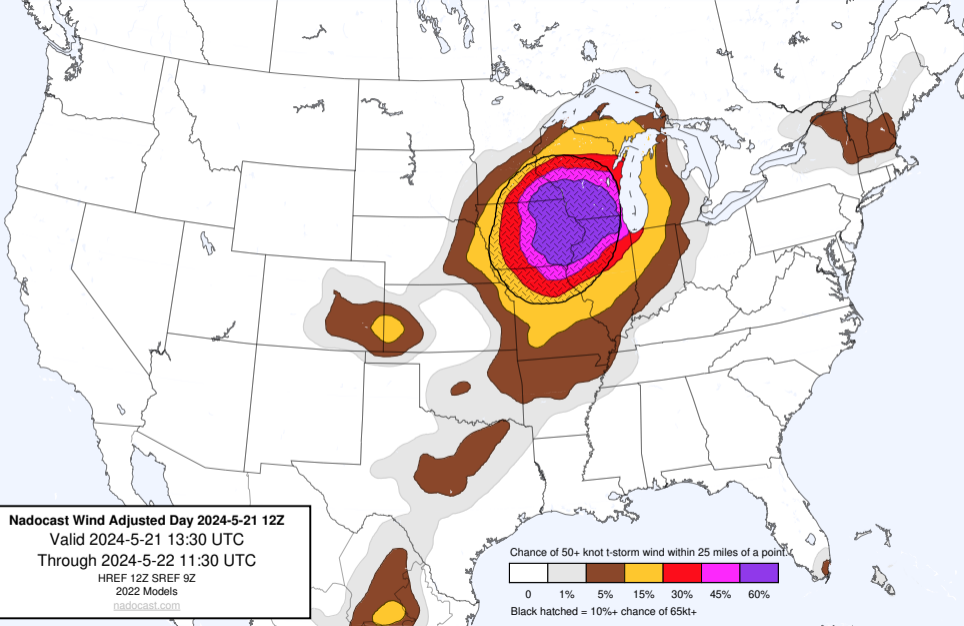 Nadocast Wind Adjusted Day 2024-5-21 12Z
Valid 2024-5-21 13:30 UTC
Through 2024-5-22 11:30 UTC
HREF 12Z SREF 9Z
2022 Models
nadocast.com
Chance of 50+ knot t-storm wind within 25 miles of a point.
0 1% 5% 15% 30% 45% 60%
Black hatched = 10%+ chance of 65kt+